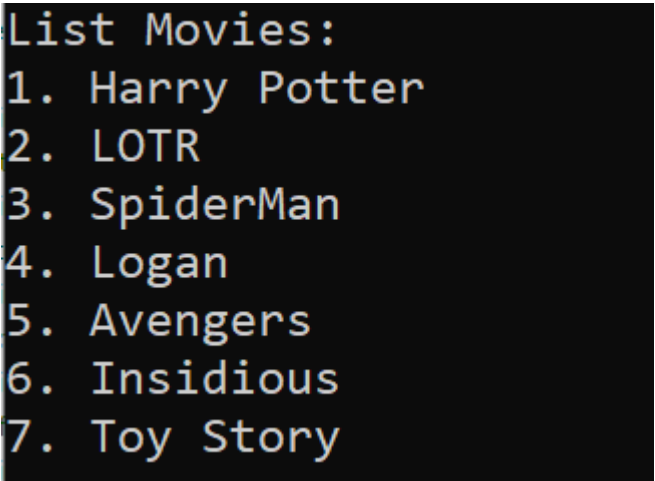 List Movies:
1. Harry Potter
2. LOTR
3. SpiderMan
4. Logan
5. Avengers
6. Insidious
7. Toy Story